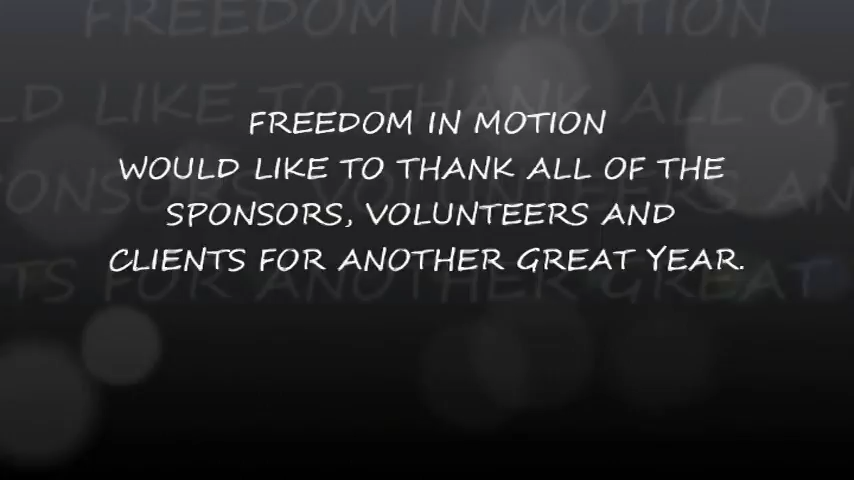 FREEDOM IN MOTION
WOULD LIKE TO THANK ALL OF THE
SPONSORS, VOLUNTEERS AND
CLIENTS FOR ANOTHER GREAT YEAR.